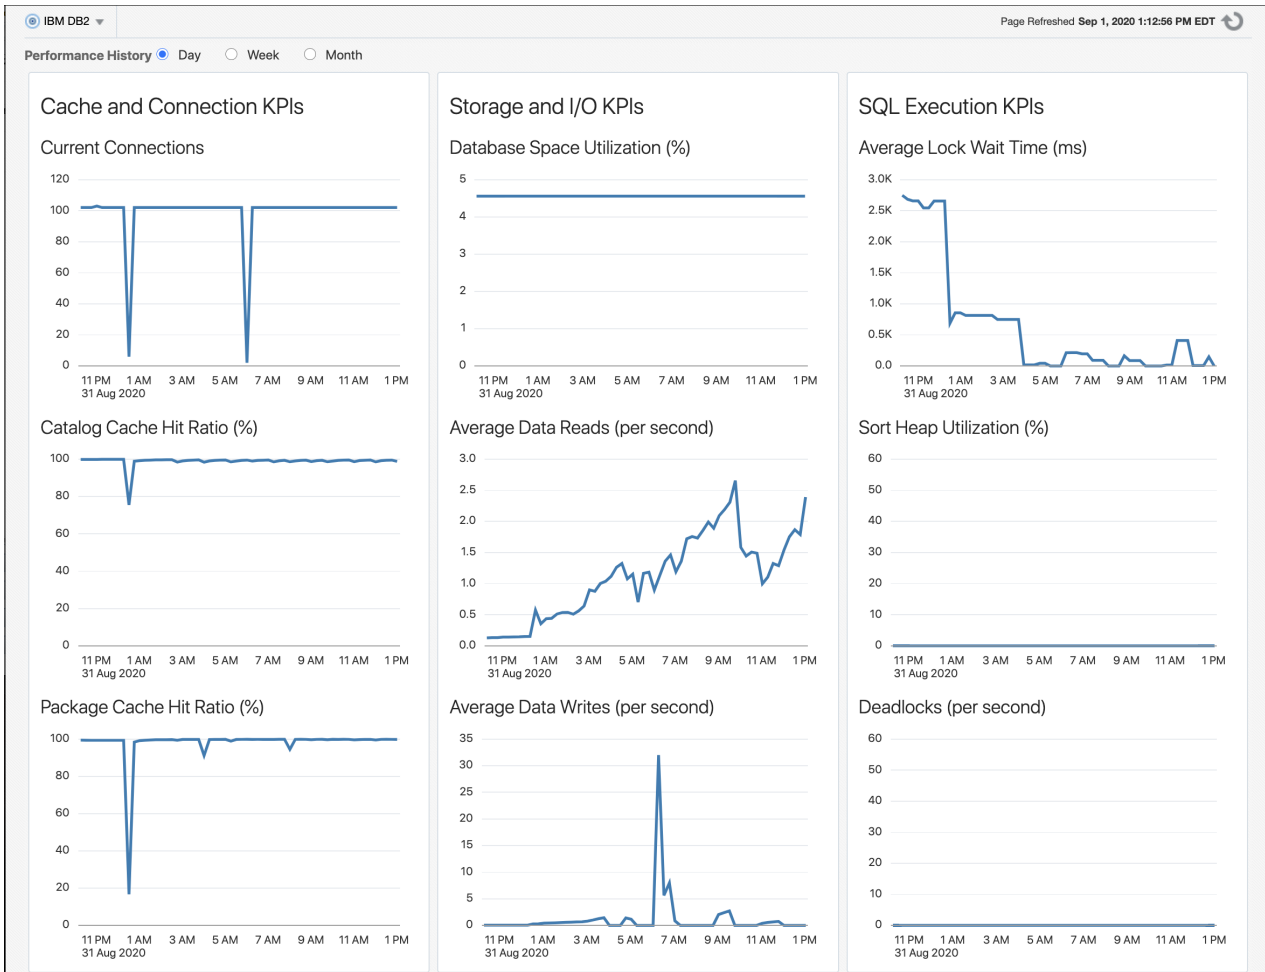 IBM DB2
Page Refreshed Sep 1, 2020 1:12:56 PM EDT
Performance History Day Week Month
Cache and Connection KPIs
Current Connections
120
100
80
60
40
20
0
11 PM 1 AM 3 AM 5 AM 7 AM 9 AM 11 AM 1 PM
31 Aug 2020
Catalog Cache Hit Ratio (%)
100
80
60
40
20
0
11 PM 1 AM 3 AM 5 AM 7 AM 9 AM 11 AM 1 PM
31 Aug 2020
Package Cache Hit Ratio (%)
100
80
60
40
20
0
11 PM 1 AM 3 AM 5 AM 7 AM 9 AM 11 AM 1 PM
31 Aug 2020
Storage and I/O KPIs
Database Space Utilization (%)
5
4
3
2
1
0
11 PM 1 AM 3 AM 5 AM 7 AM 9 AM 11 AM 1 PM
31 Aug 2020
Average Data Reads (per second)
3.0
2.5
2.0
1.5
1.0
0.5
0.0
11 PM 1 AM 3 AM 5 AM 7 AM 9 AM 11 AM 1 PM
31 Aug 2020
Average Data Writes (per second)
35
30
25
20
15
10
5
0
11 PM 1 AM 3 AM 5 AM 7 AM 9 AM 11 AM 1 PM
31 Aug 2020
SQL Execution KPIs
Average Lock Wait Time (ms)
3.0K
2.5K
2.0K
1.5K
1.0K
0.5K
0.0
11 PM 1 AM 3 AM 5 AM 7 AM 9 AM 11 AM 1 PM
31 Aug 2020
Sort Heap Utilization (%)
60
50
40
30
20
10
0
11 PM 1 AM 3 AM 5 AM 7 AM 9 AM 11 AM 1 PM
31 Aug 2020
Deadlocks (per second)
60
50
40
30
20
10
0
11 PM 1 AM 3 AM 5 AM 7 AM 9 AM 11 AM 1 PM
31 Aug 2020